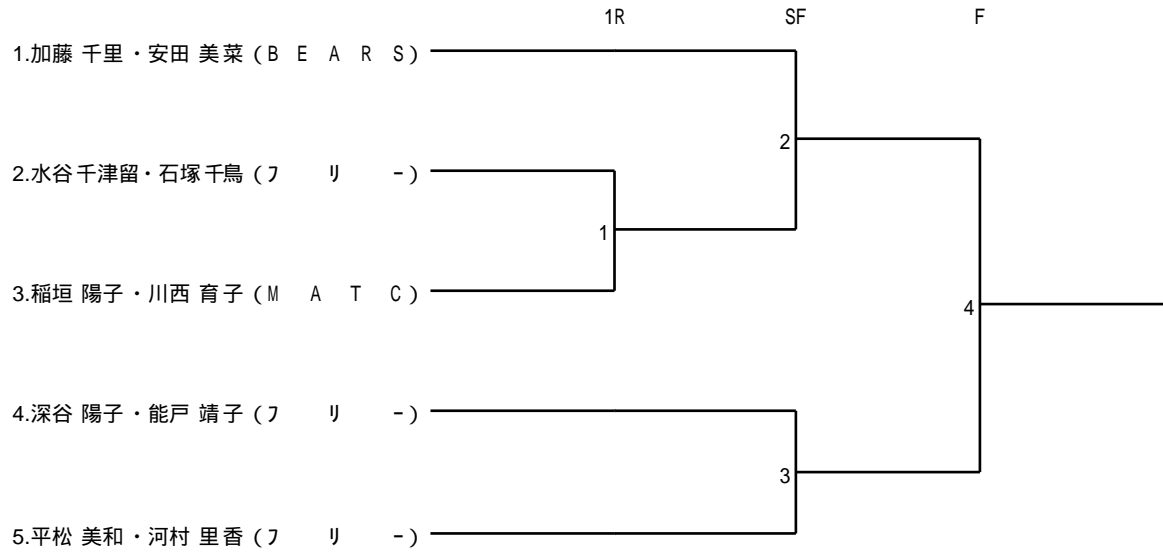 1R SF F
1.加藤 千里・安田 美菜 (B E A R S)
2
2.水谷千津留・石塚千鳥 (フ リ ー)
1
3.稲垣 陽子・川西 育子 (M A T C)
4
4.深谷 陽子・能戸 靖子 (フ リ ー)
3
5.平松 美和・河村 里香 (フ リ ー)